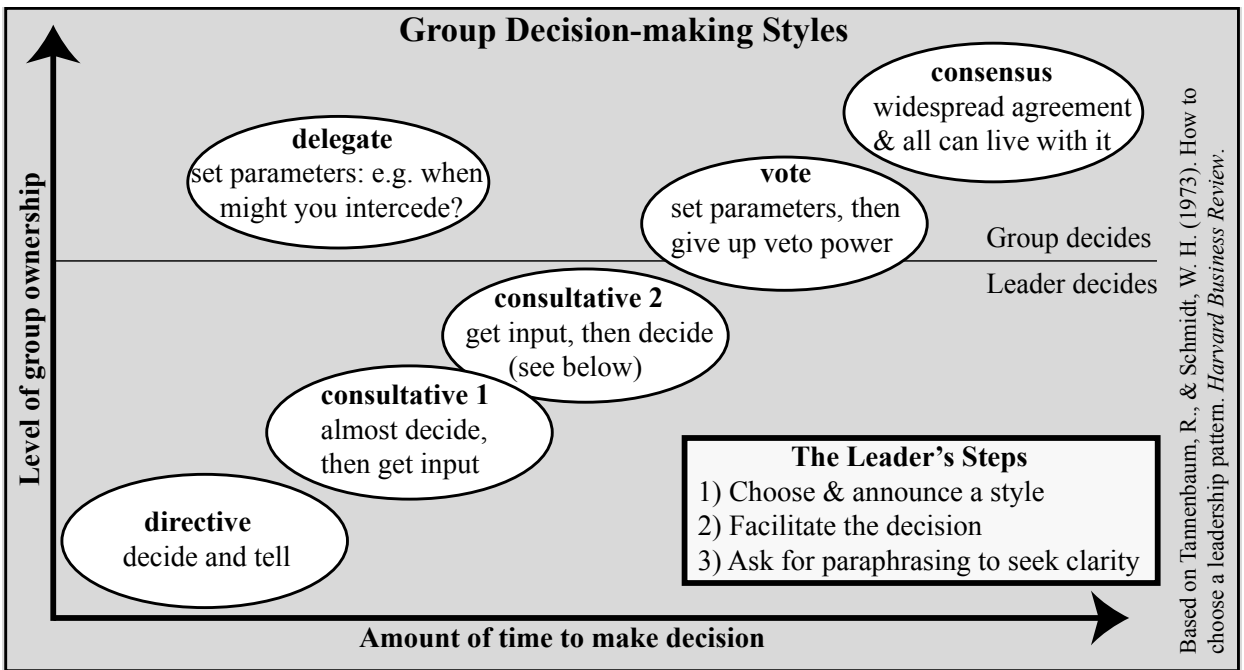 Group Decision-making Styles
Level of group ownership
consensus
widespread agreement
& all can live with it
delegate
set parameters: e.g. when
might you intercede?
vote
set parameters, then
give up veto power
Group decides
Leader decides
consultative 2
get input, then decide
(see below)
consultative 1
almost decide,
then get input
directive
decide and tell
The Leader’s Steps
1) Choose & announce a style
2) Facilitate the decision
3) Ask for paraphrasing to seek clarity
Amount of time to make decision
Based on Tannenbaum, R., & Schmidt, W. H. (1973). How to
choose a leadership pattern. Harvard Business Review.